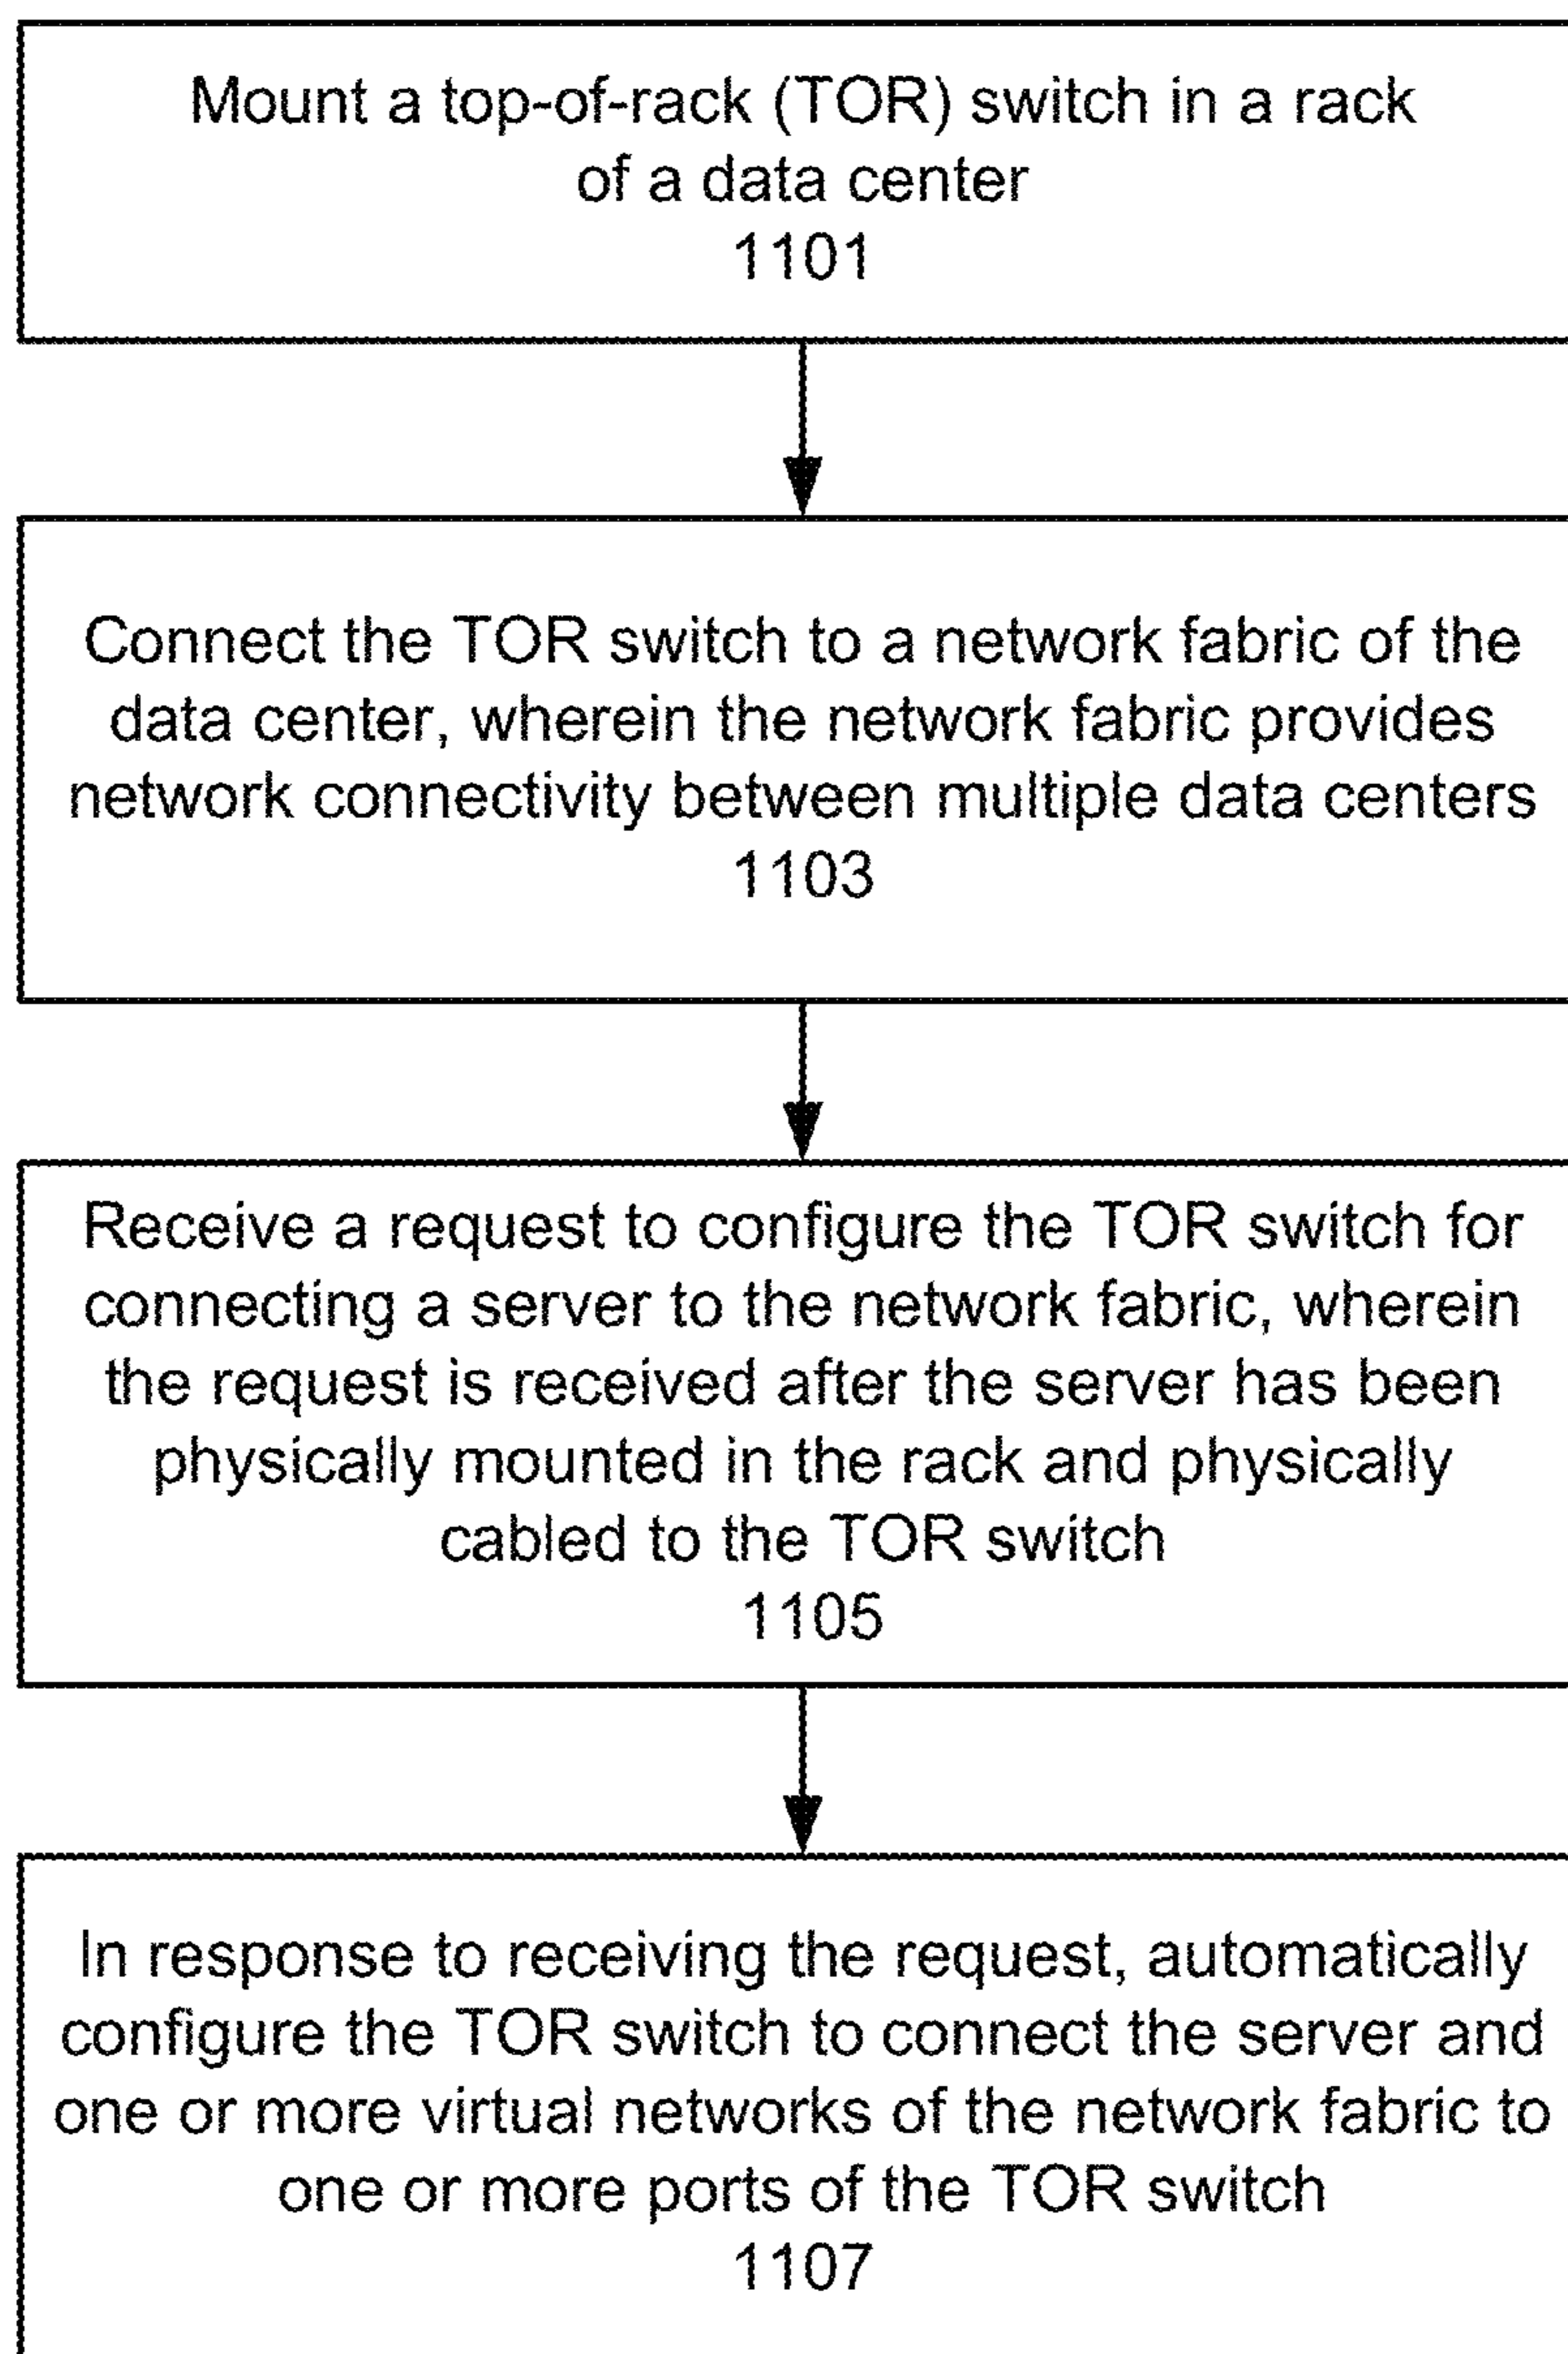 Mount a top-of-rack (TOR) switch in a rack
of a data center
1101
Connect the TOR switch to a network fabric of the
data center, wherein the network fabric provides
network connectivity between multiple data centers
1103
Receive a request to configure the TOR switch for
connecting a server to the network fabric, wherein
the request is received after the server has been
physically mounted in the rack and physically
cabled to the TOR switch
1105
In response to receiving the request, automatically
configure the TOR switch to connect the server and
one or more virtual networks of the network fabric to
one or more ports of the TOR switch
1107